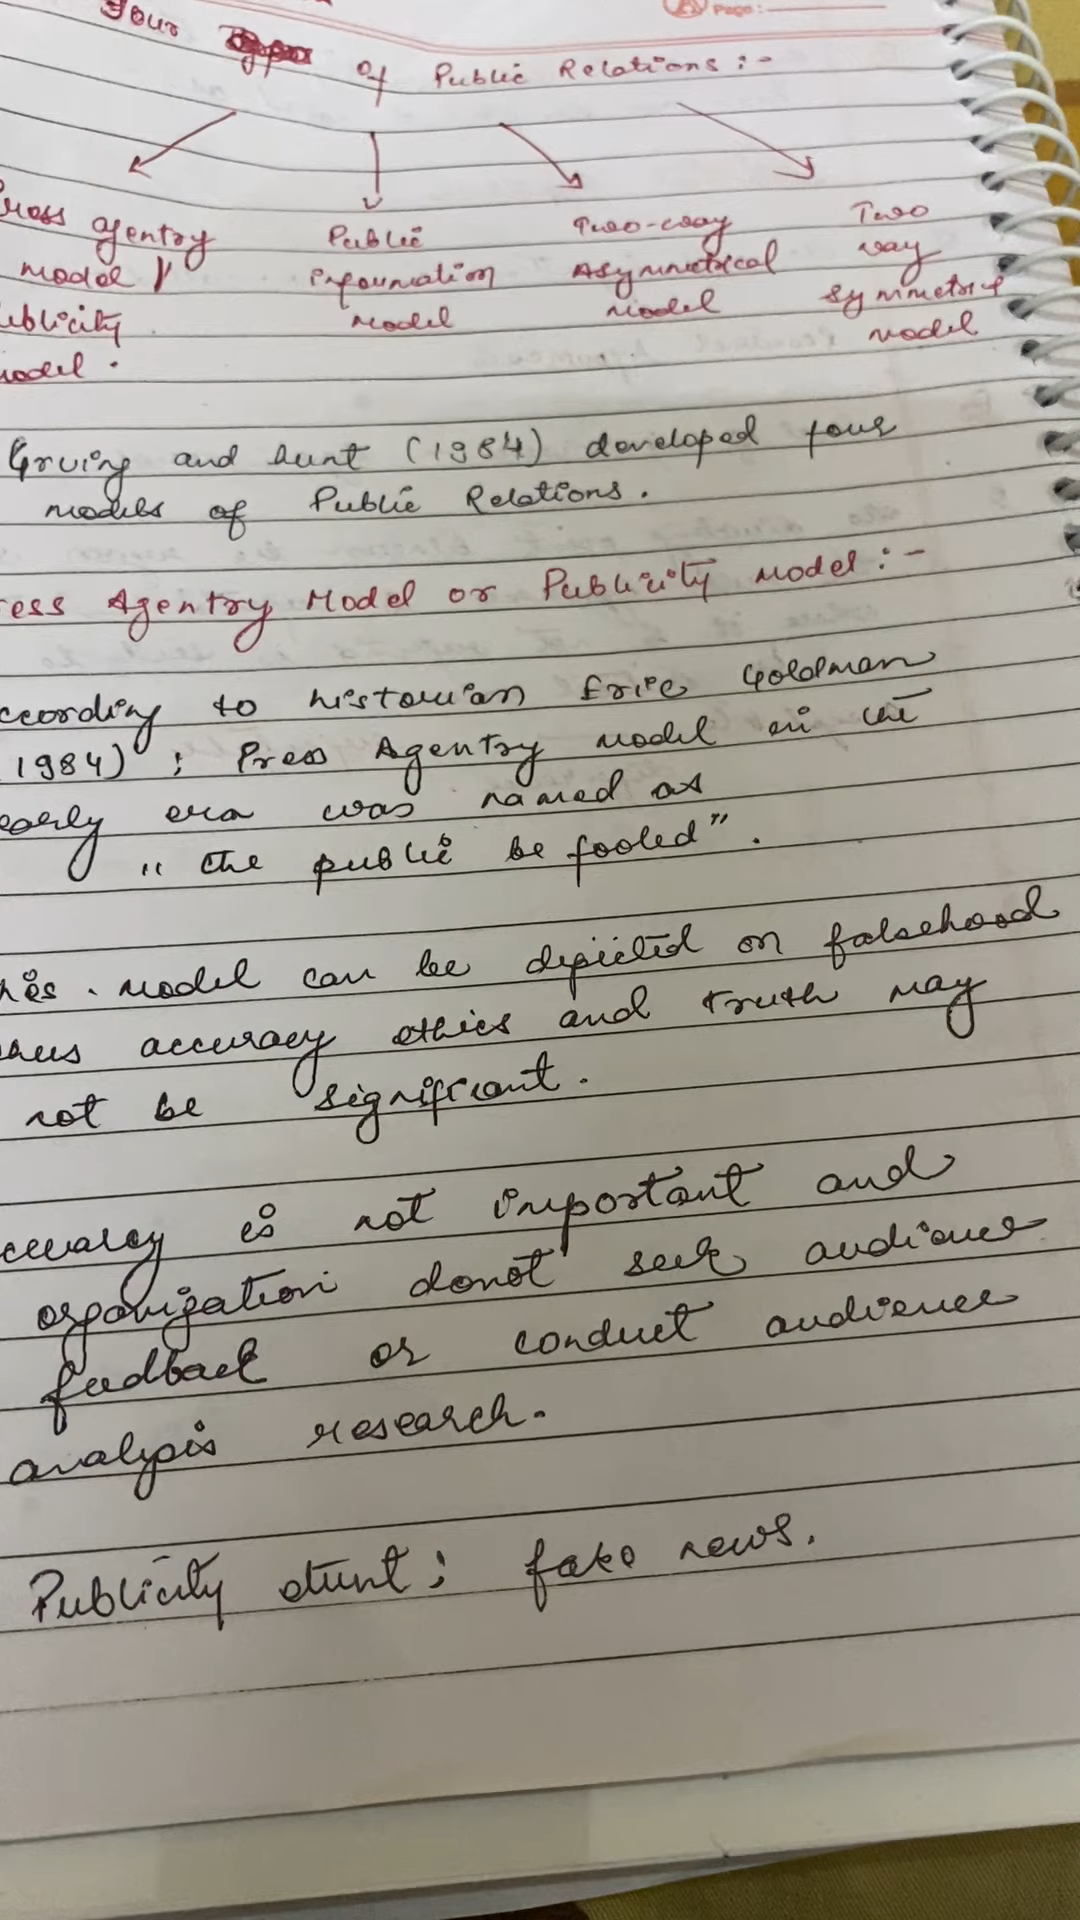 Four of Public Relations :-
Page:
ress Agentry Public Two-way Two
model / Information Asymmetrical way
ublicity Model Model Symmetric
odel. Model
Gruing and Hunt (1984) developed four
models of Public Relations.
ress Agentry Model or Publicity Model :-
ccording to historian Eric Goldman
1984) ; Press Agentry model in the
early era was named as
"the public be fooled".
his model can be depicted on falsehood
hus accuracy ethics and truth may
not be significant.
ccuracy is not important and
organization donot seek audience
feedback or conduct audience
analysis research.
Publicity stunt; fake news.